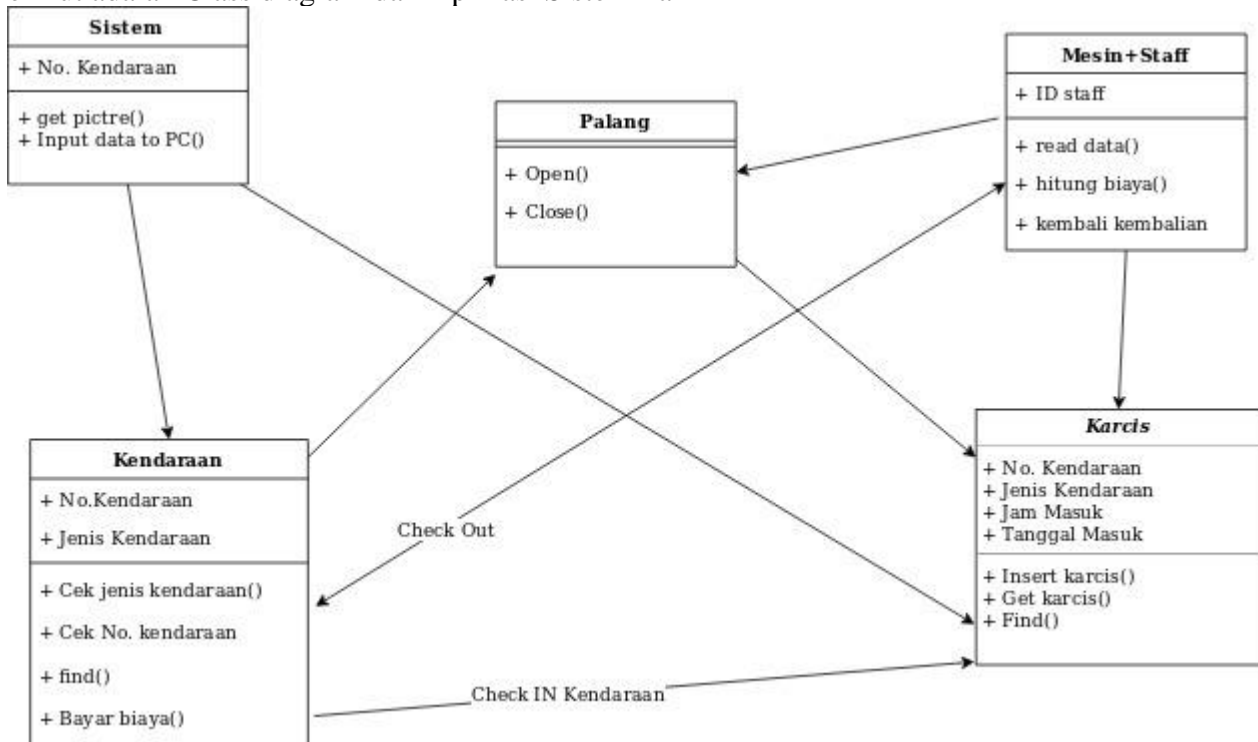 Sistem
+ No. Kendaraan
+ get pictre()
+ Input data to PC()
Palang
+ Open()
+ Close()
Mesin+Staff
+ ID staff
+ read data()
+ hitung biaya()
+ kembali kembalian
Kendaraan
+ No.Kendaraan
+ Jenis Kendaraan
+ Cek jenis kendaraan()
+ Cek No. kendaraan
+ find()
+ Bayar biaya()
Check Out
Check IN Kendaraan
Karcis
+ No. Kendaraan
+ Jenis Kendaraan
+ Jam Masuk
+ Tanggal Masuk
+ Insert karcis()
+ Get karcis()
+ Find()